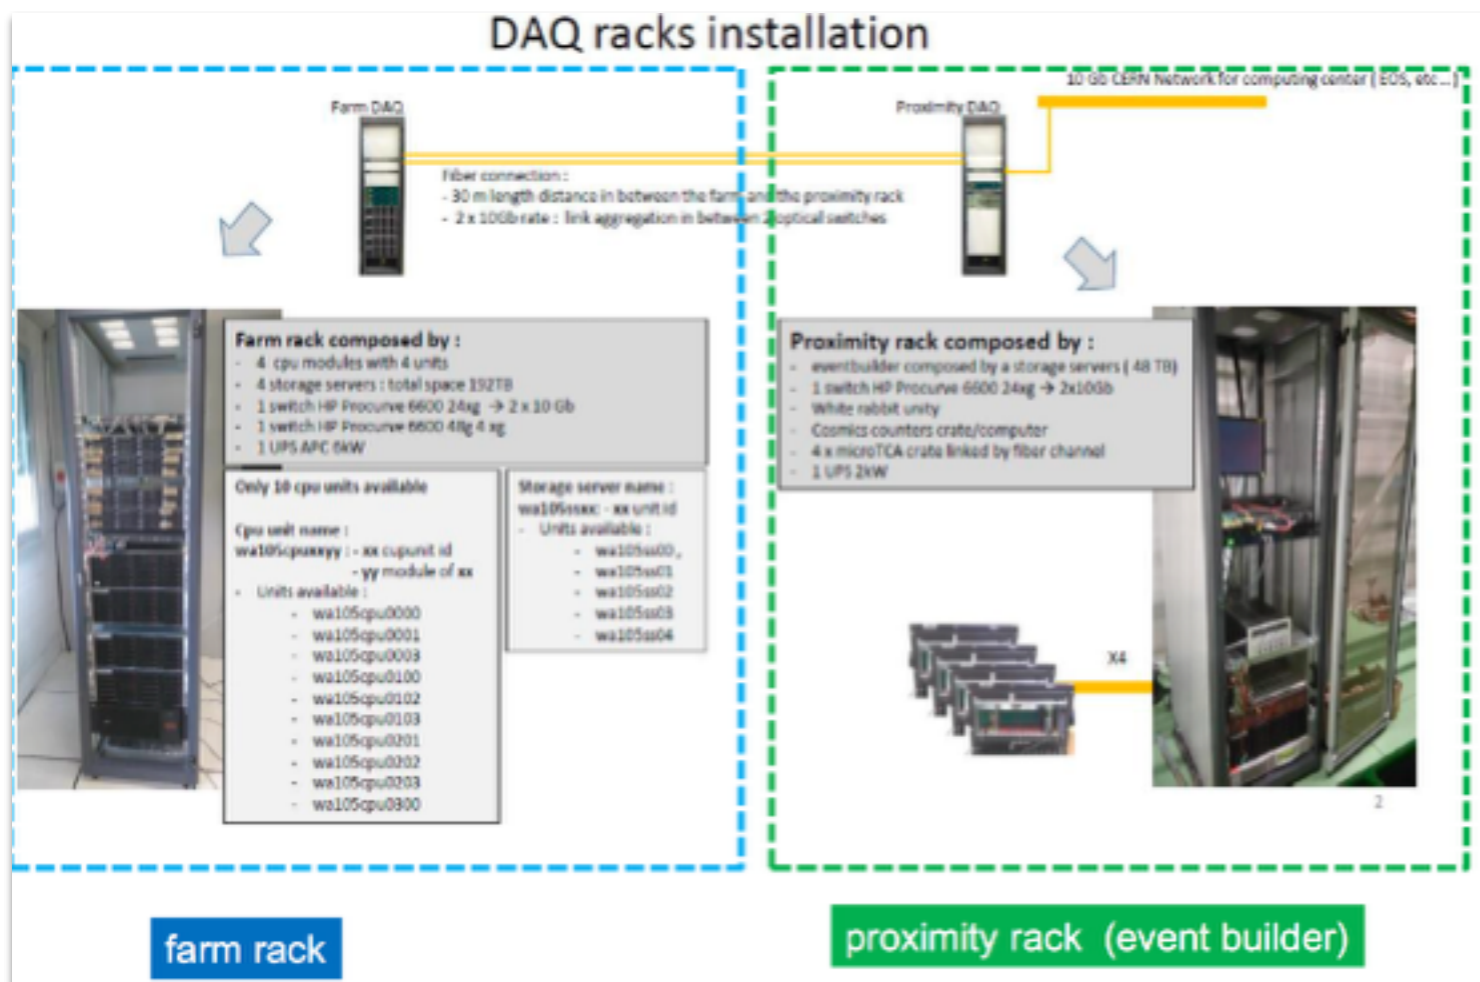 DAQ racks installation
10 Gb CERN Network for computing center ( EOS, etc ... )
Farm DAQ
Proximity DAQ
Fiber connection :
- 30 m length distance in between the farm and the proximity rack
- 2 x 10Gb rate : link aggregation in between 2 optical switches
Farm rack composed by :
- 4 cpu modules with 4 units
- 4 storage servers : total space 192TB
- 1 switch HP Procurve 6600 24xg → 2 x 10 Gb
- 1 switch HP Procurve 6600 48g 4 xg
- 1 UPS APC 6kW
Only 10 cpu units available
Cpu unit name :
wa105cpuxxyy : - xx cupunit id
- yy module of xx
- Units available :
- wa105cpu0000
- wa105cpu0001
- wa105cpu0003
- wa105cpu0100
- wa105cpu0102
- wa105cpu0103
- wa105cpu0201
- wa105cpu0202
- wa105cpu0203
- wa105cpu0300
Storage server name :
wa105ssxx: - xx unit id
- Units available :
- wa105ss00 ,
- wa105ss01
- wa105ss02
- wa105ss03
- wa105ss04
Proximity rack composed by :
- eventbuilder composed by a storage servers ( 48 TB)
- 1 switch HP Procurve 6600 24xg → 2x10Gb
- White rabbit unity
- Cosmics counters crate/computer
- 4 x microTCA crate linked by fiber channel
- 1 UPS 2kW
X4
2
farm rack
proximity rack (event builder)